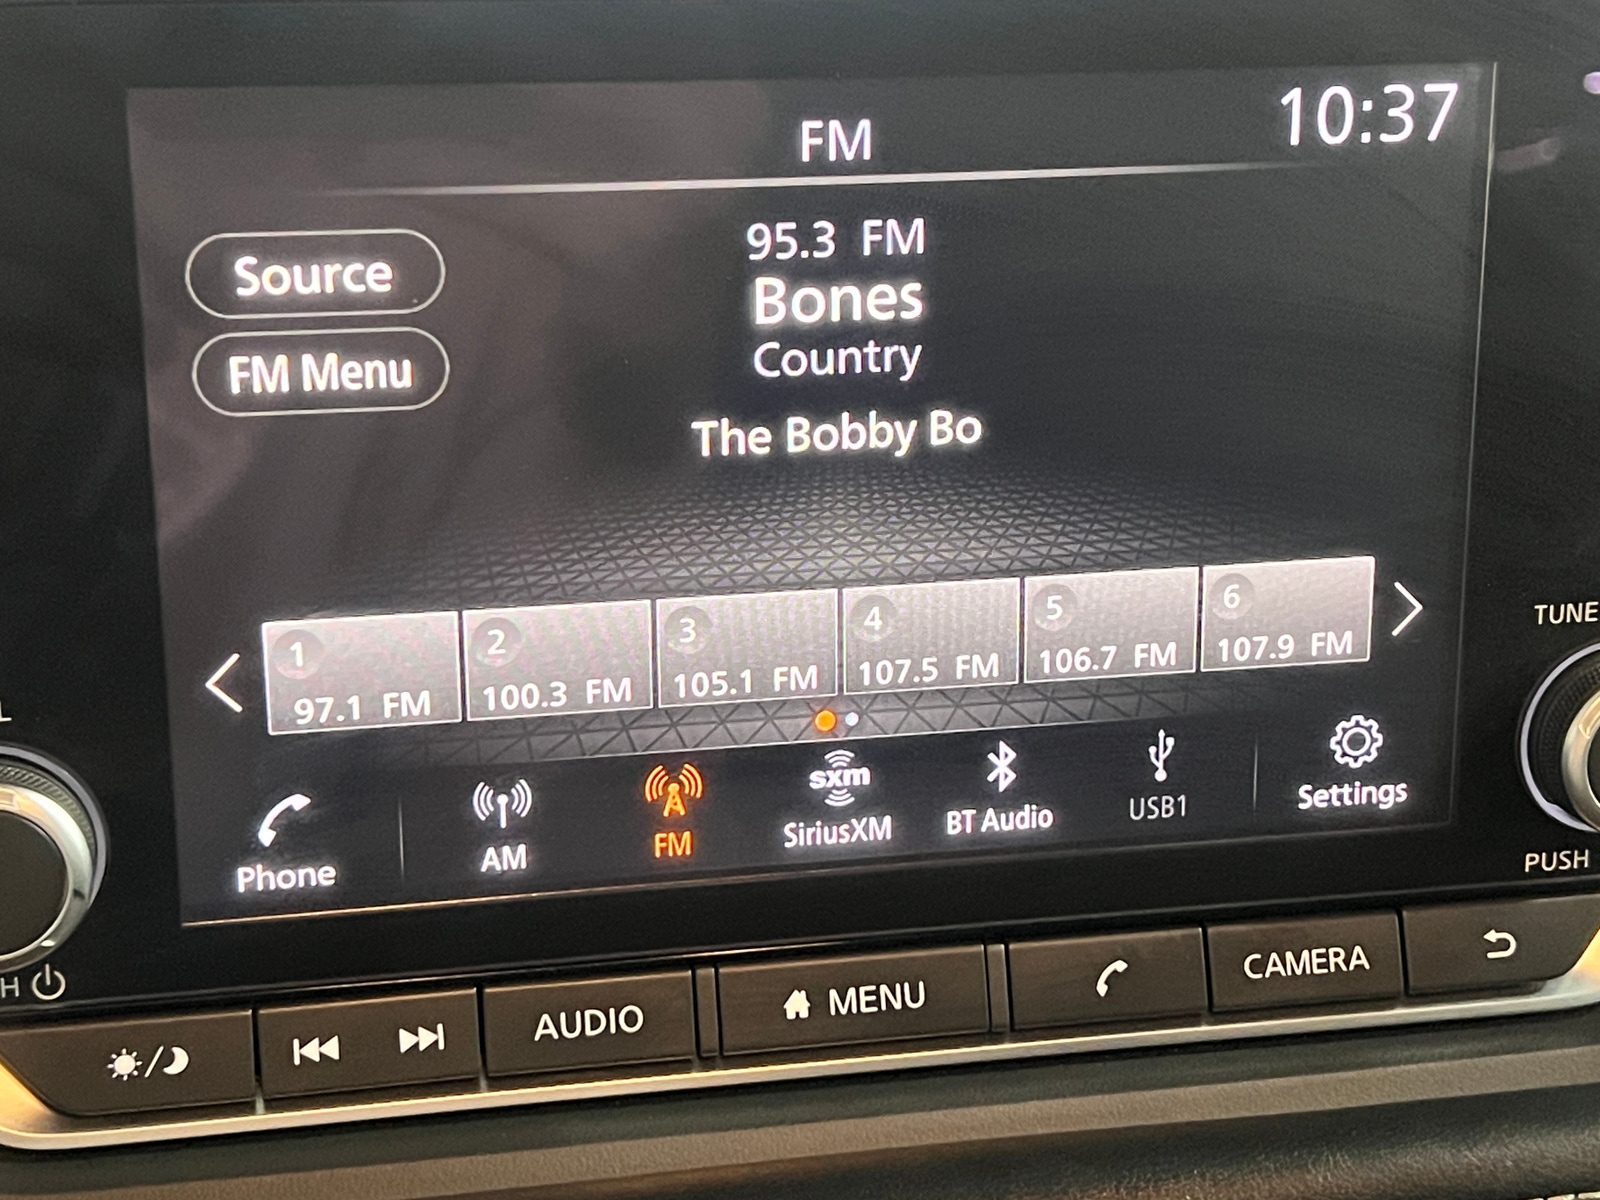 FM
10:37
95.3 FM
Bones
Country
The Bobby Bo
Source
FM Menu
1
97.1 FM
2
100.3 FM
3
105.1 FM
4
107.5 FM
5
106.7 FM
6
107.9 FM
Phone
AM
FM
sxm
SiriusXM
BT Audio
USB1
Settings
L
TUNE
PUSH
H
AUDIO
MENU
CAMERA